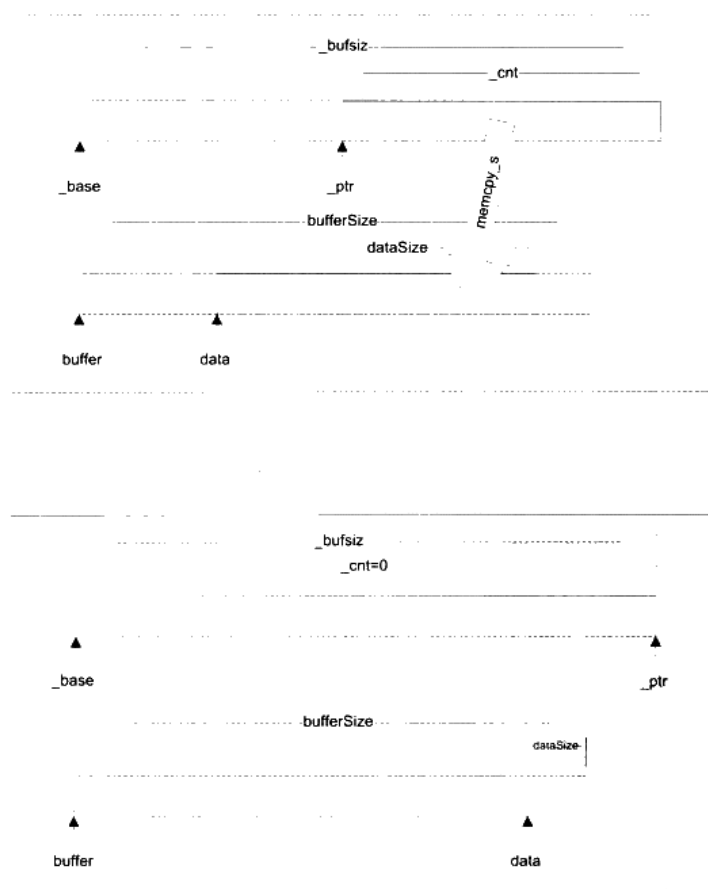 _bufsiz
_cnt
_base _ptr
memcpy_s
bufferSize
dataSize
buffer data
_bufsiz
_cnt=0
_base _ptr
bufferSize
dataSize
buffer data